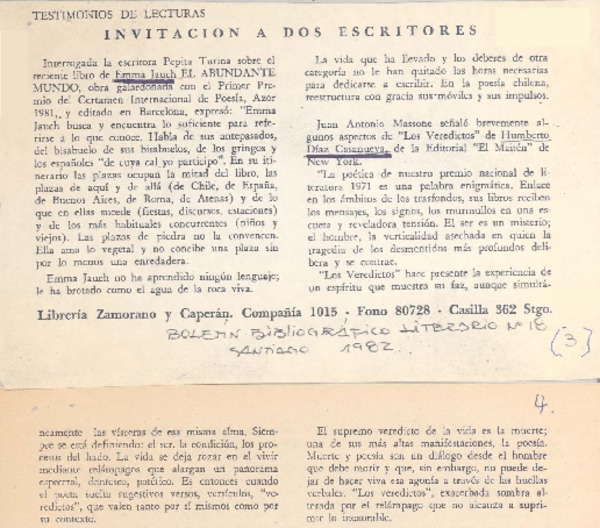 TESTIMONIOS DE LECTURAS
INVITACION A DOS ESCRITORES
Interrogada la escritora Pepita Turina sobre el
reciente libro de Emma Jauch EL ABUNDANTE
MUNDO, obra galardonada con el Primer Pre-
mio del Certamen Internacional de Poesía, Azor
1981, y editado en Barcelona, expresó: "Emma
Jauch busca y encuentra lo suficiente para refe-
rirse a lo que conoce. Habla de sus antepasados,
del bisabuelo de sus bisabuelos, de los gringos y
los españoles "de cuya cal yo participo". En su iti-
nerario las plazas ocupan la mitad del libro, las
plazas de aquí y de allá (de Chile, de España,
de Buenos Aires, de Roma, de Atenas) y de lo
que en ellas sucede (fiestas, discursos, estaciones)
y de los más habituales concurrentes (niños y
viejos). Las plazas de piedra no la convencen.
Ella ama lo vegetal y no concibe una plaza sin
por lo menos una enredadera.
Emma Jauch no ha aprendido ningún lenguaje;
le ha brotado como el agua de la roca viva.
La vida que ha llevado y los deberes de otra
categoría no le han quitado las horas necesarias
para dedicarse a escribir. En la poesía chilena,
reestructura con gracia sus móviles y sus impulsos.
Juan Antonio Massone señaló brevemente al-
gunos aspectos de "Los Veredictos" de Humberto
Díaz Casanueva, de la Editorial "El Maitén" de
New York.
"La poética de nuestro premio nacional de li-
teratura 1971 es una palabra enigmática. Enlace
en los ámbitos de los trasfondos, sus libros reciben
los mensajes, los signos, los murmullos en una es-
cueta y reveladora tensión. El ser es un misterio;
el hombre, la verticalidad asechada en quien la
tragedia de los desmentidos más profundos deli-
bera y se contrae.
"Los Veredictos" hace presente la experiencia de
un espíritu que muestra su faz, aunque simultá-
Librería Zamorano y Caperán. Compañía 1015 - Fono 80728 - Casilla 362 Stgo.
BOLETIN BIBLIOGRÁFICO LITERARIO Nº 18
SANTIAGO 1982.
(3)
4.
neamente las vísceras de esa misma alma. Siem-
pre se está definiendo: el ser, la condición, los pro-
cesos del hado. La vida se deja rozar en el vivir
mediante relámpagos que alargan un panorama
espectral, dantesco, patético. Es entonces cuando
el poeta suelta sugestivos versos, versículos, "ve-
redictos", que valen tanto por sí mismos como por
su contexto.
El supremo veredicto de la vida es la muerte;
una de sus más altas manifestaciones, la poesía.
Muerte y poesía son un diálogo desde el hombre
que debe morir y que, sin embargo, no puede de-
jar de hacer viva esa agonía a través de las huellas
verbales. "Los veredictos", exacerbada sombra al-
terada por el relámpago que no alcanza a supri-
mir lo insondable.